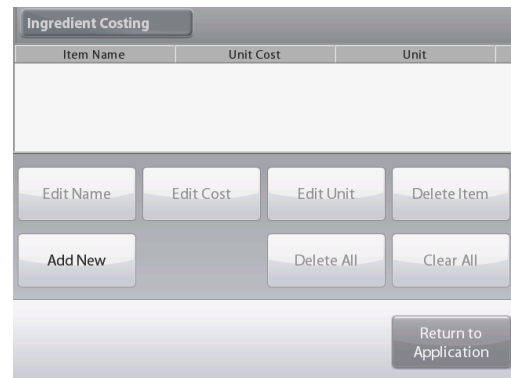 Ingredient Costing
Item Name Unit Cost Unit
Edit Name Edit Cost Edit Unit Delete Item
Add New Delete All Clear All
Return to
Application